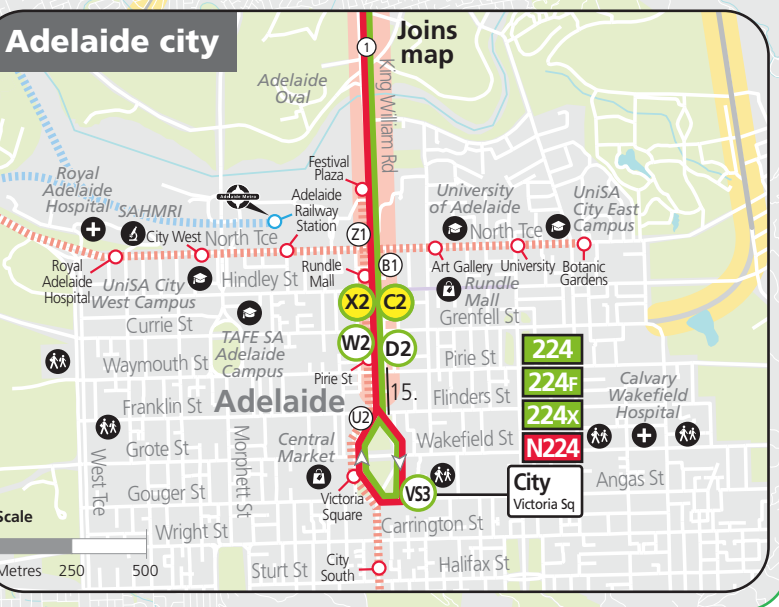 Adelaide city
Joins
map
1
King William Rd
Adelaide
Oval
Festival
Plaza
Royal
Adelaide
Hospital
SAHMRI
Adelaide Metro
Adelaide
Railway
Station
University
of Adelaide
UniSA
City East
Campus
City West
North Tce
Z1
North Tce
B1
Royal
Adelaide
Hospital
UniSA City
West Campus
Hindley St
Rundle
Mall
Art Gallery
University
Botanic
Gardens
Rundle
Mall
X2
C2
Currie St
Grenfell St
TAFE SA
Adelaide
Campus
W2
D2
Waymouth St
Pirie St
Pirie St
224
224F
224X
N224
Calvary
Wakefield
Hospital
Franklin St
Adelaide
15.
Flinders St
U2
Grote St
Central
Market
Wakefield St
West Tce
Morphett St
Gouger St
Victoria
Square
VS3
City
Victoria Sq
Angas St
Scale
Wright St
Carrington St
Metres 250 500
Sturt St
City
South
Halifax St